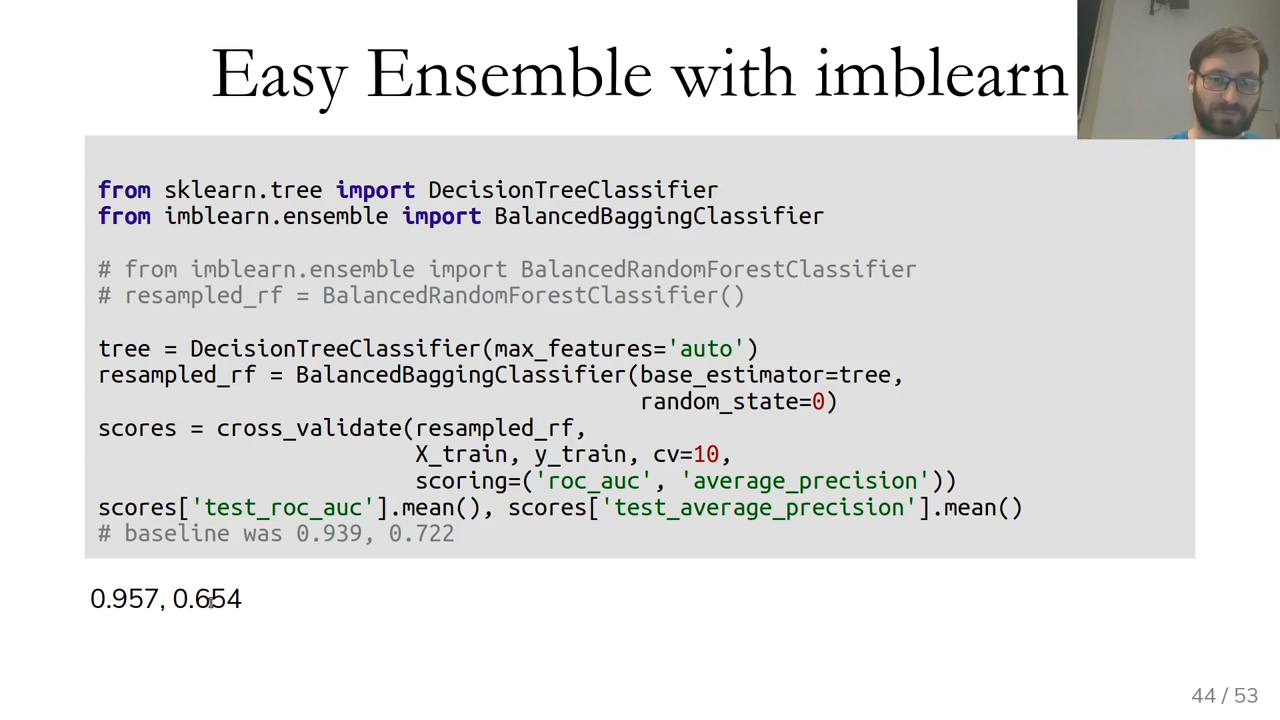 Easy Ensemble with imblearn
from sklearn.tree import DecisionTreeClassifier
from imblearn.ensemble import BalancedBaggingClassifier
# from imblearn.ensemble import BalancedRandomForestClassifier
# resampled_rf = BalancedRandomForestClassifier()
tree = DecisionTreeClassifier(max_features='auto')
resampled_rf = BalancedBaggingClassifier(base_estimator=tree,
random_state=0)
scores = cross_validate(resampled_rf,
X_train, y_train, cv=10,
scoring=('roc_auc', 'average_precision'))
scores['test_roc_auc'].mean(), scores['test_average_precision'].mean()
# baseline was 0.939, 0.722
0.957, 0.654
44 / 53